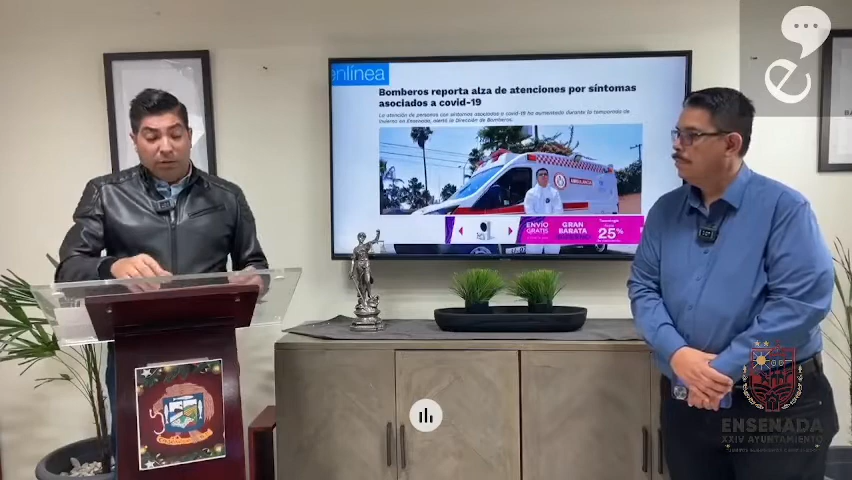 enlínea
Bomberos reporta alza de atenciones por síntomas
asociados a covid-19
La atención de personas con síntomas asociados a covid-19 ha aumentado durante la temporada de
invierno en Ensenada, alertó la Dirección de Bomberos.
AMBULANCIA
ENVÍO
GRATIS
GRAN
BARATA
25%
ENSENADA
XXIV AYUNTAMIENTO